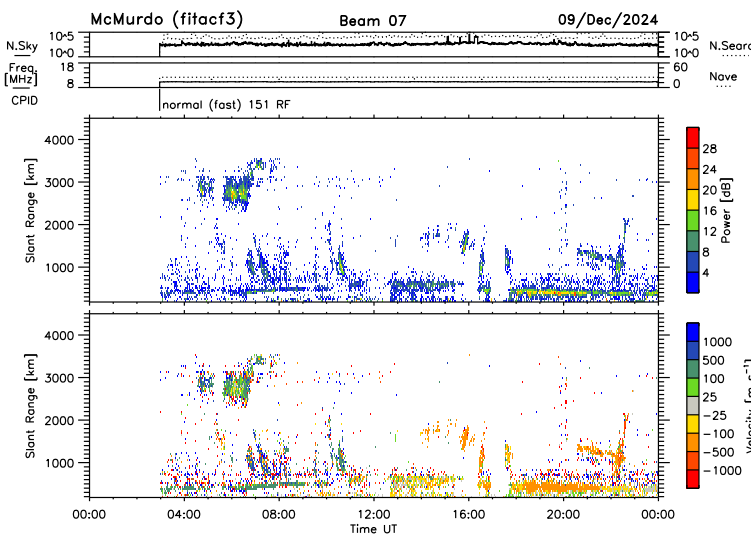 McMurdo (fitacf3) Beam 07 09/Dec/2024
N.Sky 10^5 10^0 10^5 10^0 N.Searc
Freq. [MHz] 18 8 60 0 Nave
CPID normal (fast) 151 RF
Slant Range [km] 4000 3000 2000 1000
28 24 20 16 12 8 4 Power [dB]
Slant Range [km] 4000 3000 2000 1000
1000 500 100 25 −25 −100 −500 −1000 Velocity [m s⁻¹]
00:00 04:00 08:00 12:00 16:00 20:00 00:00
Time UT